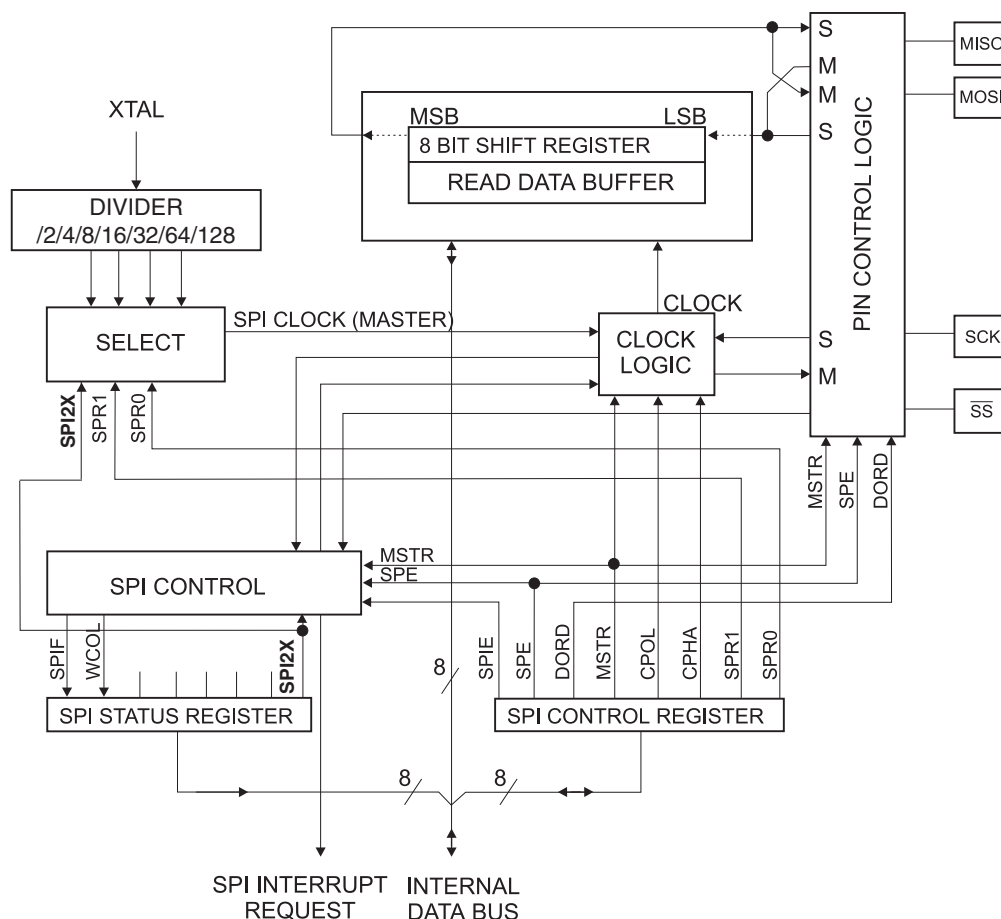 S
MISO
M
MOSI
M
XTAL
MSB
LSB
S
8 BIT SHIFT REGISTER
READ DATA BUFFER
DIVIDER
/2/4/8/16/32/64/128
PIN CONTROL LOGIC
SPI CLOCK (MASTER)
CLOCK
SELECT
CLOCK
LOGIC
S
SCK
M
SPI2X
SPR1
SPR0
SS
MSTR
SPE
DORD
MSTR
SPE
SPI CONTROL
SPIF
WCOL
SPI2X
8
SPIE
SPE
DORD
MSTR
CPOL
CPHA
SPR1
SPR0
SPI STATUS REGISTER
SPI CONTROL REGISTER
8
8
SPI INTERRUPT
REQUEST
INTERNAL
DATA BUS